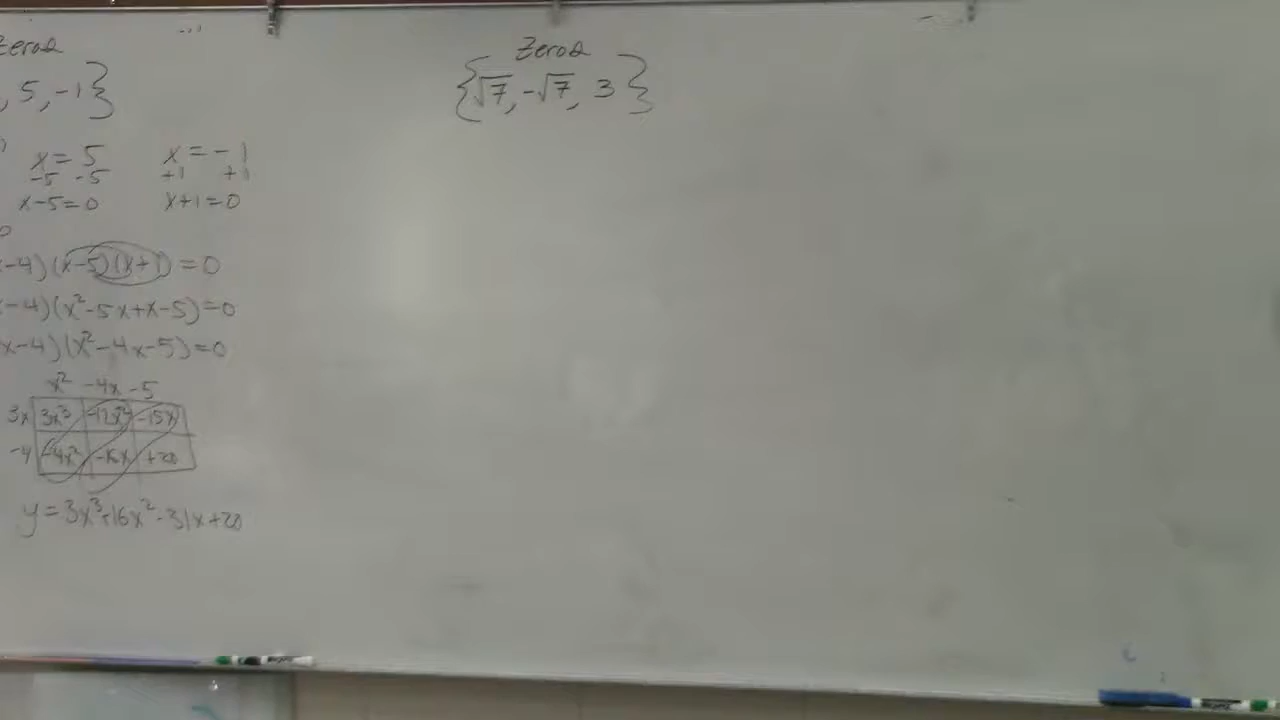 Zeros
, 5, -1}
x = 5
-5 -5
x-5=0
x = -1
+1 +1
x+1=0
-4)(x-5)(x+1)=0
-4)(x²-5x+x-5)=0
x-4)(x²-4x-5)=0
x² -4x -5
3x 3x³ -12x² -15x
-4 -4x² +20
y=3x³+16x²-31x+20
Zeros
{√7, -√7, 3}